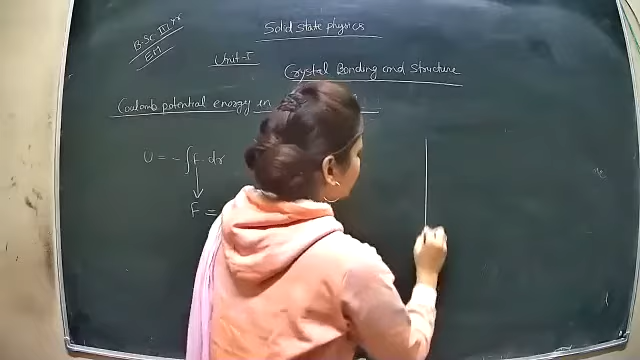 B.Sc III yr
EM
Solid state physics
Unit-I
Crystal Bonding and Structure
Coulomb potential energy in
U = - ∫ F. dr
F =